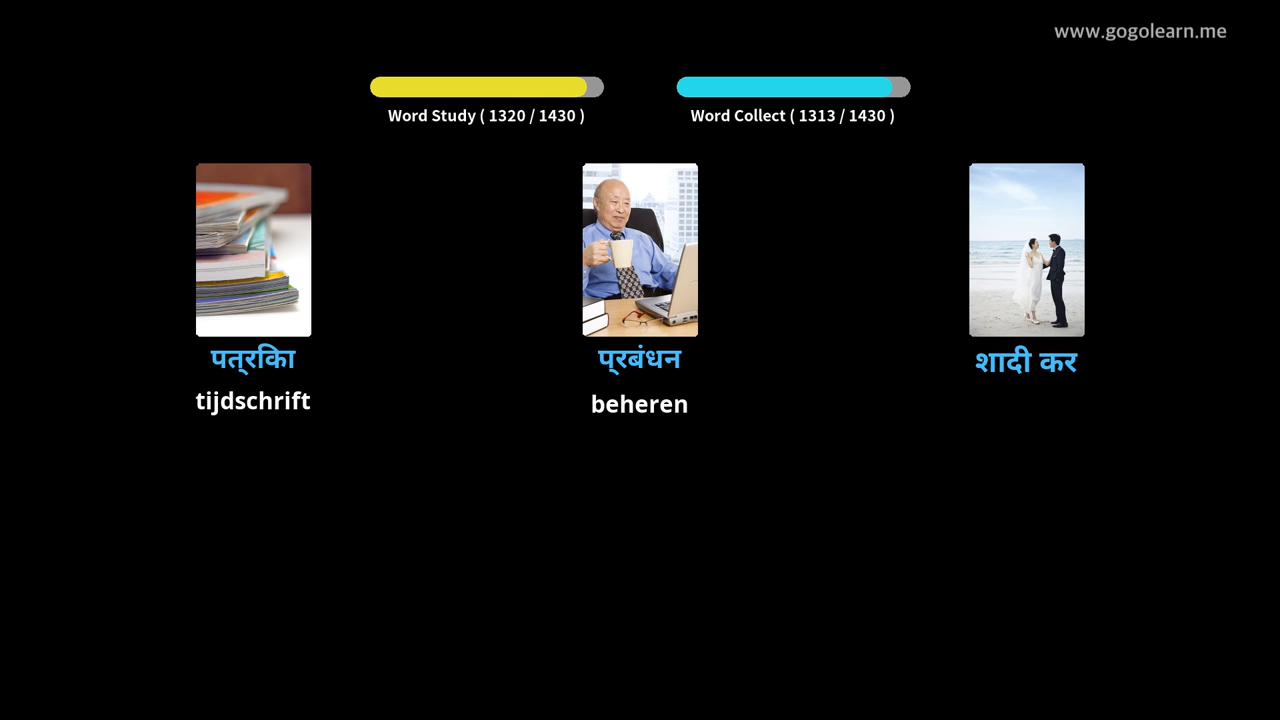 www.gogolearn.me
Word Study ( 1320 / 1430 )
Word Collect ( 1313 / 1430 )
पत्रिका
प्रबंधन
शादी कर
tijdschrift
beheren